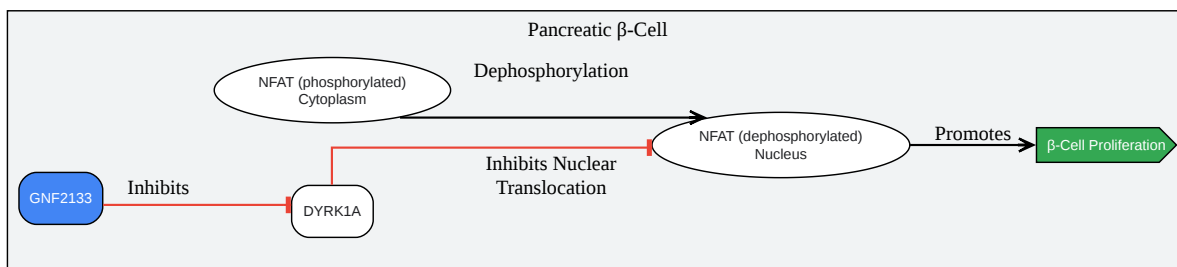 Pancreatic β-Cell
NFAT (phosphorylated)
Cytoplasm
Dephosphorylation
NFAT (dephosphorylated)
Nucleus
Promotes
β-Cell Proliferation
Inhibits Nuclear
Translocation
GNF2133
Inhibits
DYRK1A